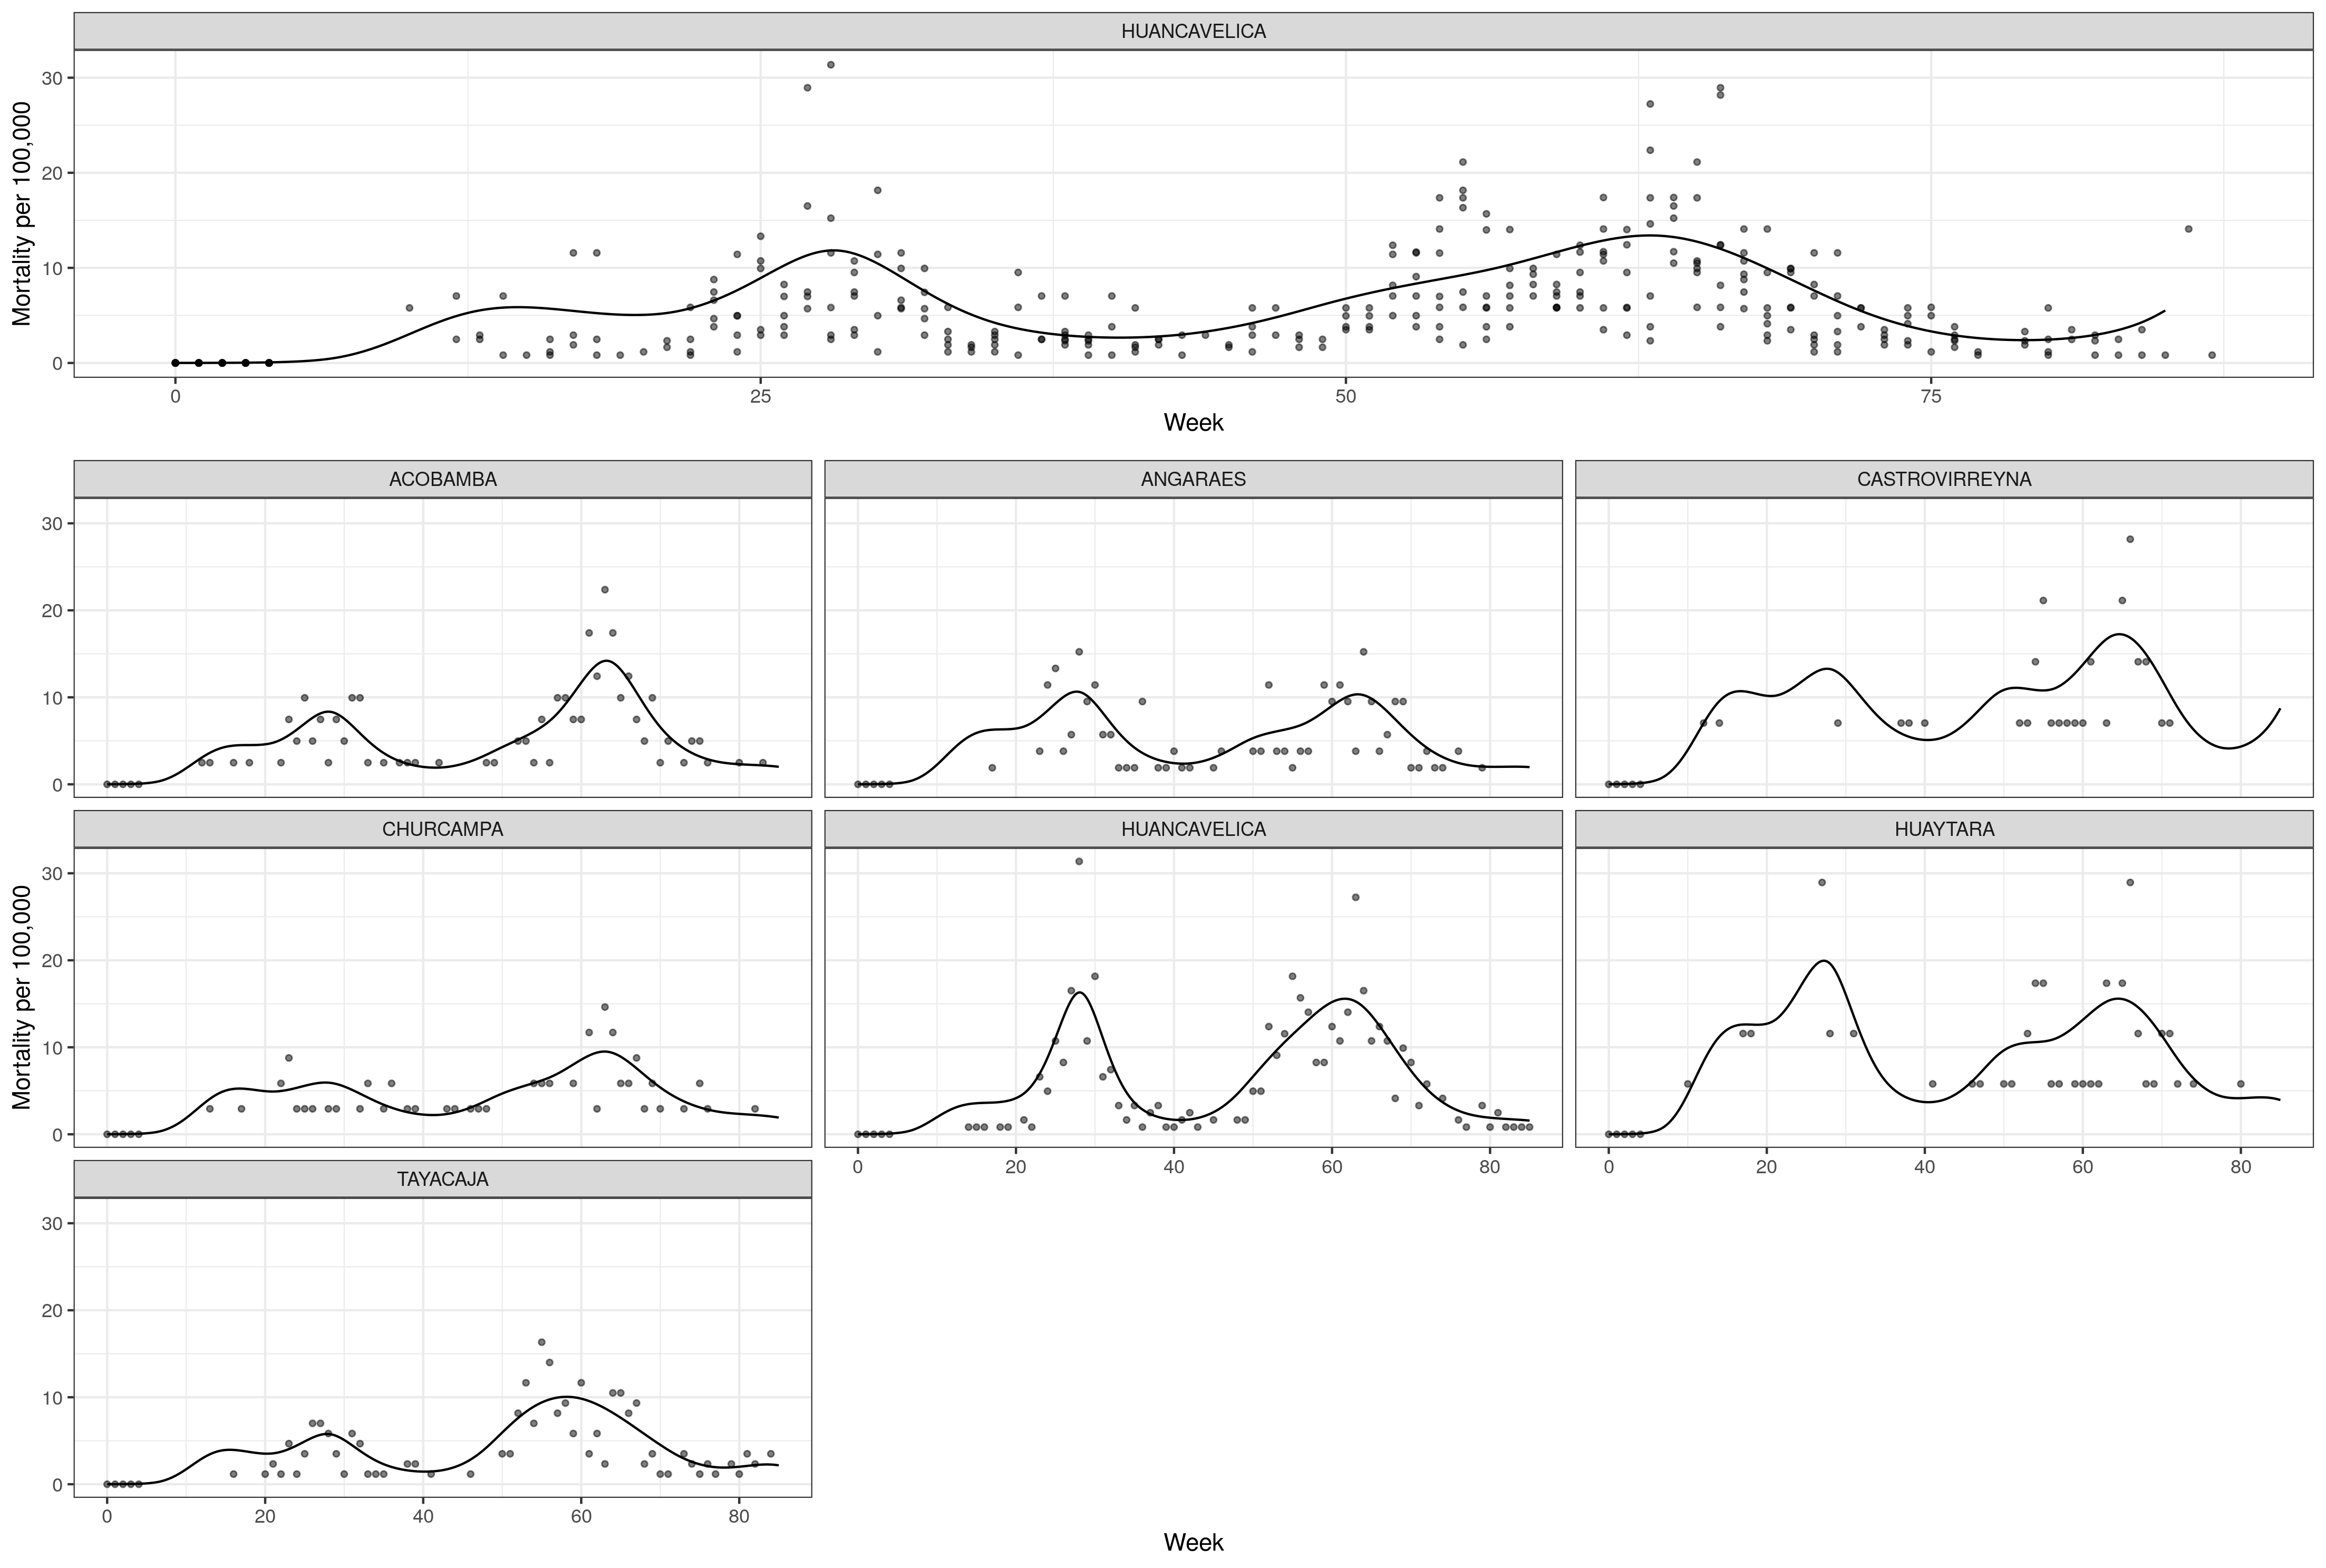 HUANCAVELICA
30
20
10
0
Mortality per 100,000
0 25 50 75
Week
ACOBAMBA ANGARAES CASTROVIRREYNA
30
20
10
0
CHURCAMPA HUANCAVELICA HUAYTARA
30
20
10
0
Mortality per 100,000
0 20 40 60 80 0 20 40 60 80
TAYACAJA
30
20
10
0
0 20 40 60 80
Week